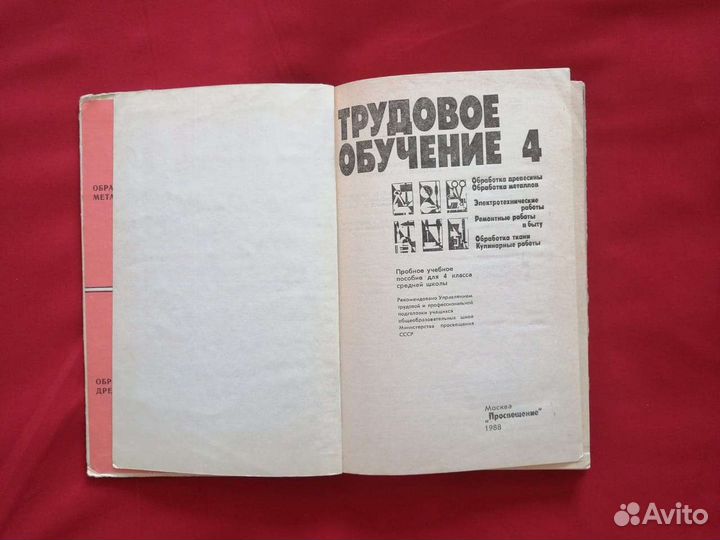 ОБРА
МЕТА
ОБР
ДРЕ
ТРУДОВОЕ
ОБУЧЕНИЕ 4
Обработка древесины
Обработка металлов
Электротехнические
работы
Ремонтные работы
в быту
Обработка ткани
Кулинарные работы
Пробное учебное
пособие для 4 класса
средней школы
Рекомендовано Управлением
трудовой и профессиональной
подготовки учащихся
общеобразовательных школ
Министерства просвещения
СССР
Москва
„Просвещение"
1988
Avito